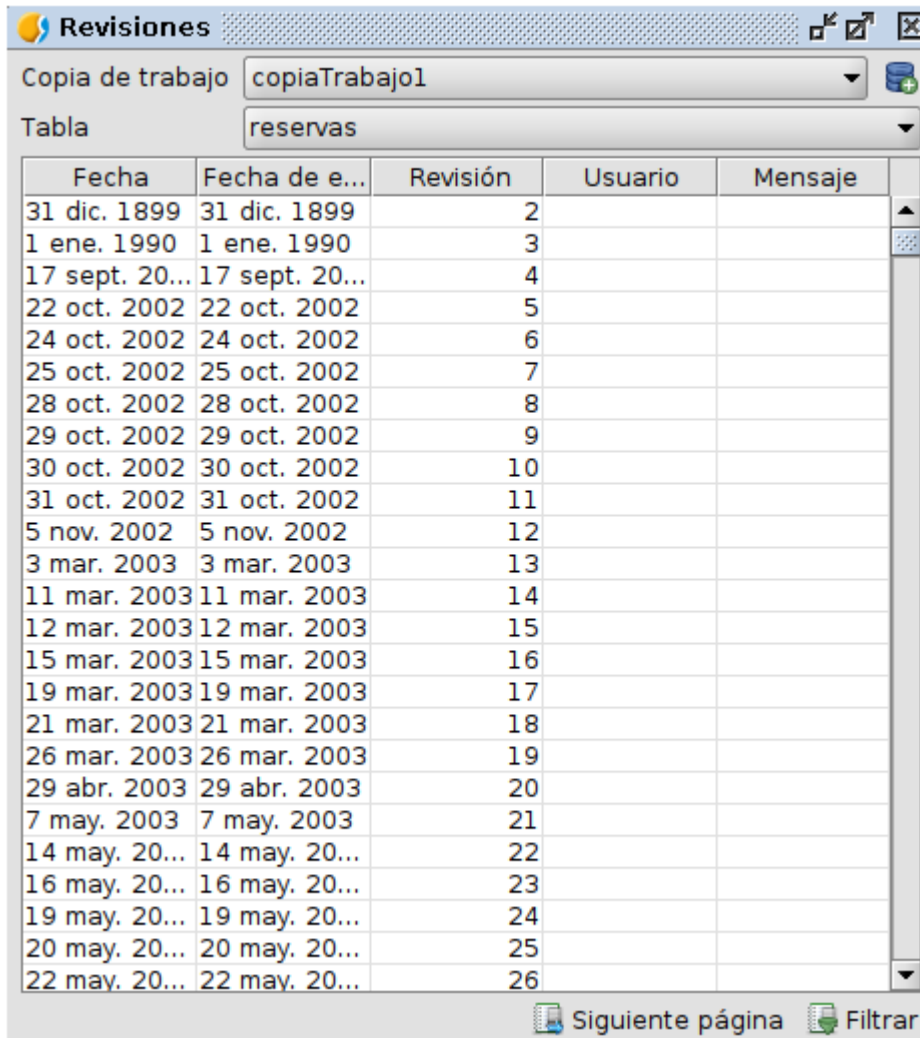 Revisiones
Copia de trabajo copiaTrabajo1
Tabla reservas
Fecha Fecha de e... Revisión Usuario Mensaje
31 dic. 1899 31 dic. 1899 2
1 ene. 1990 1 ene. 1990 3
17 sept. 20... 17 sept. 20... 4
22 oct. 2002 22 oct. 2002 5
24 oct. 2002 24 oct. 2002 6
25 oct. 2002 25 oct. 2002 7
28 oct. 2002 28 oct. 2002 8
29 oct. 2002 29 oct. 2002 9
30 oct. 2002 30 oct. 2002 10
31 oct. 2002 31 oct. 2002 11
5 nov. 2002 5 nov. 2002 12
3 mar. 2003 3 mar. 2003 13
11 mar. 2003 11 mar. 2003 14
12 mar. 2003 12 mar. 2003 15
15 mar. 2003 15 mar. 2003 16
19 mar. 2003 19 mar. 2003 17
21 mar. 2003 21 mar. 2003 18
26 mar. 2003 26 mar. 2003 19
29 abr. 2003 29 abr. 2003 20
7 may. 2003 7 may. 2003 21
14 may. 20... 14 may. 20... 22
16 may. 20... 16 may. 20... 23
19 may. 20... 19 may. 20... 24
20 may. 20... 20 may. 20... 25
22 may. 20... 22 may. 20... 26
Siguiente página Filtrar